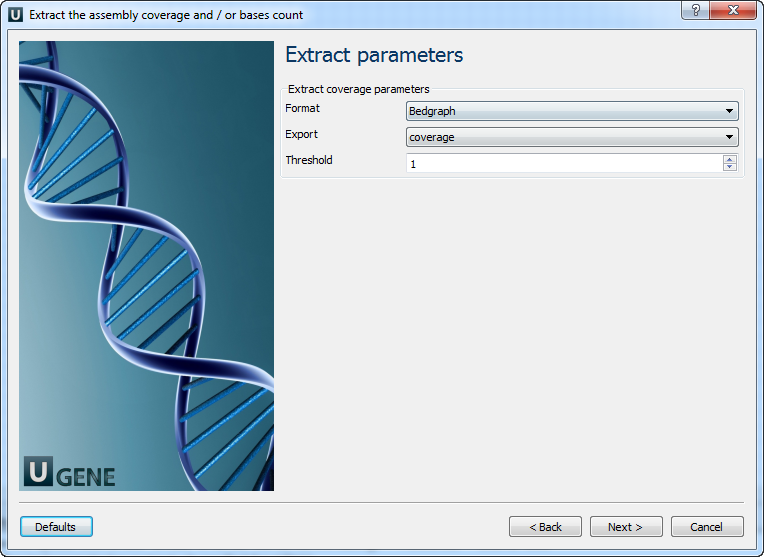 U Extract the assembly coverage and / or bases count
?
Extract parameters
Extract coverage parameters
Format Bedgraph
Export coverage
Threshold 1
U GENE
Defaults < Back Next > Cancel